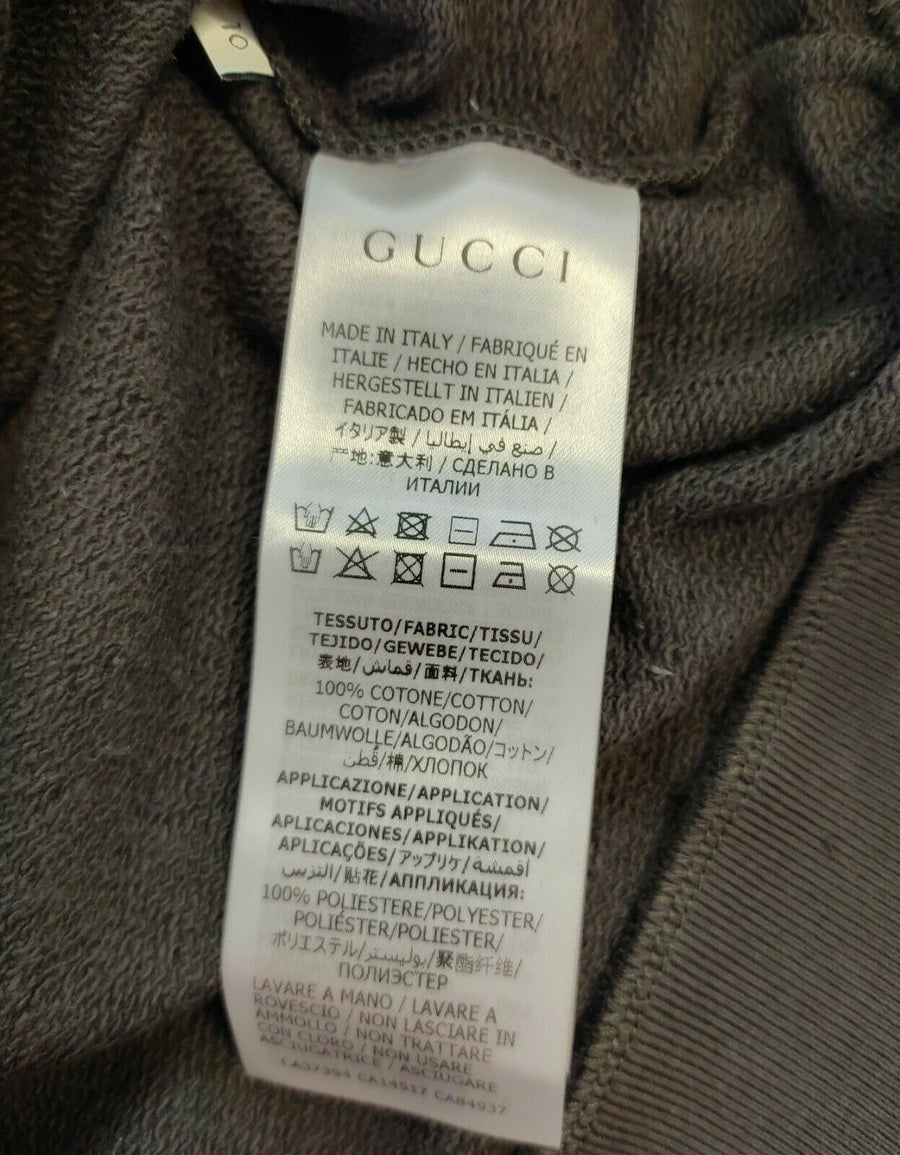 10
GUCCI
MADE IN ITALY / FABRIQUÉ EN
ITALIE / HECHO EN ITALIA /
HERGESTELLT IN ITALIEN /
FABRICADO EM ITÁLIA /
イタリア製 / صنع في إيطاليا /
产地:意大利 / СДЕЛАНО В
ИТАЛИИ
TESSUTO/FABRIC/TISSU/
TEJIDO/GEWEBE/TECIDO/
表地/قماش/面料/ТКАНЬ:
100% COTONE/COTTON/
COTON/ALGODON/
BAUMWOLLE/ALGODÃO/コットン/
قُطن/棉/ХЛОПОК
APPLICAZIONE/APPLICATION/
MOTIFS APPLIQUÉS/
APLICACIONES/APPLIKATION/
APLICAÇÕES/アップリケ/أقمشة
التزيين/贴花/АППЛИКАЦИЯ:
100% POLIESTERE/POLYESTER/
POLIÉSTER/POLIESTER/
ポリエステル/بوليستر/聚酯纤维/
ПОЛИЭСТЕР
LAVARE A MANO / LAVARE A
ROVESCIO / NON LASCIARE IN
AMMOLLO / NON TRATTARE
CON CLORO / NON USARE
ASCIUGATRICE / ASCIUGARE
CA37394 CA14517 CA84937